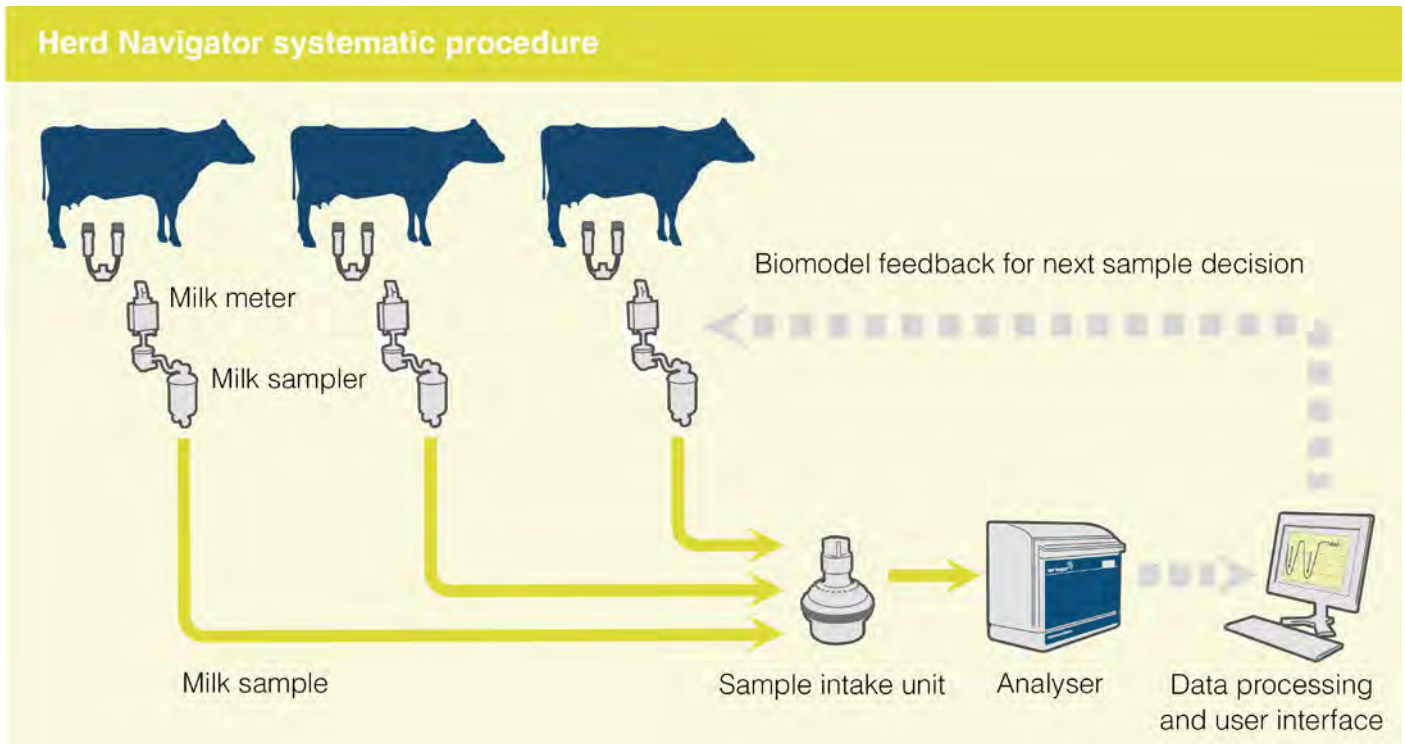 Herd Navigator systematic procedure
Biomodel feedback for next sample decision
Milk meter
Milk sampler
Milk sample
Sample intake unit
Analyser
Data processing
and user interface